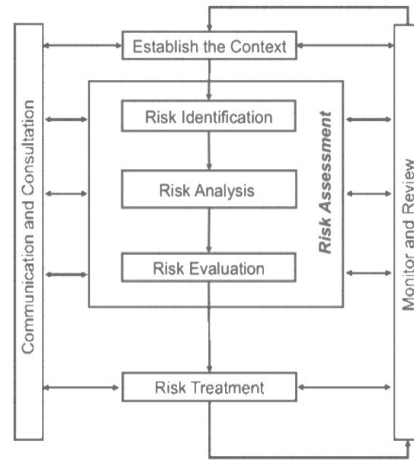 Establish the Context
Risk Identification
Risk Analysis
Risk Evaluation
Risk Assessment
Risk Treatment
Communication and Consultation
Monitor and Review